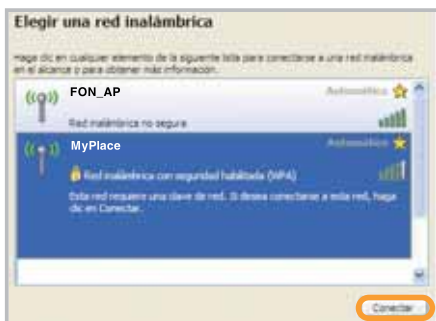 Elegir una red inalámbrica
Haga clic en cualquier elemento de la siguiente lista para conectarse a una red inalámbrica
en el alcance o para obtener más información.
FON_AP
Automático
Red inalámbrica no segura
MyPlace
Automático
Red inalámbrica con seguridad habilitada (WPA)
Esta red requiere una clave de red. Si desea conectarse a esta red, haga
clic en Conectar.
Conectar